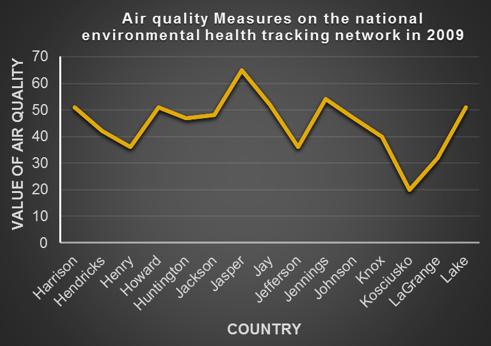 Air quality Measures on the national
environmental health tracking network in 2009
VALUE OF AIR QUALITY
70
60
50
40
30
20
10
0
Harrison
Hendricks
Henry
Howard
Huntington
Jackson
Jasper
Jay
Jefferson
Jennings
Johnson
Knox
Kosciusko
LaGrange
Lake
COUNTRY